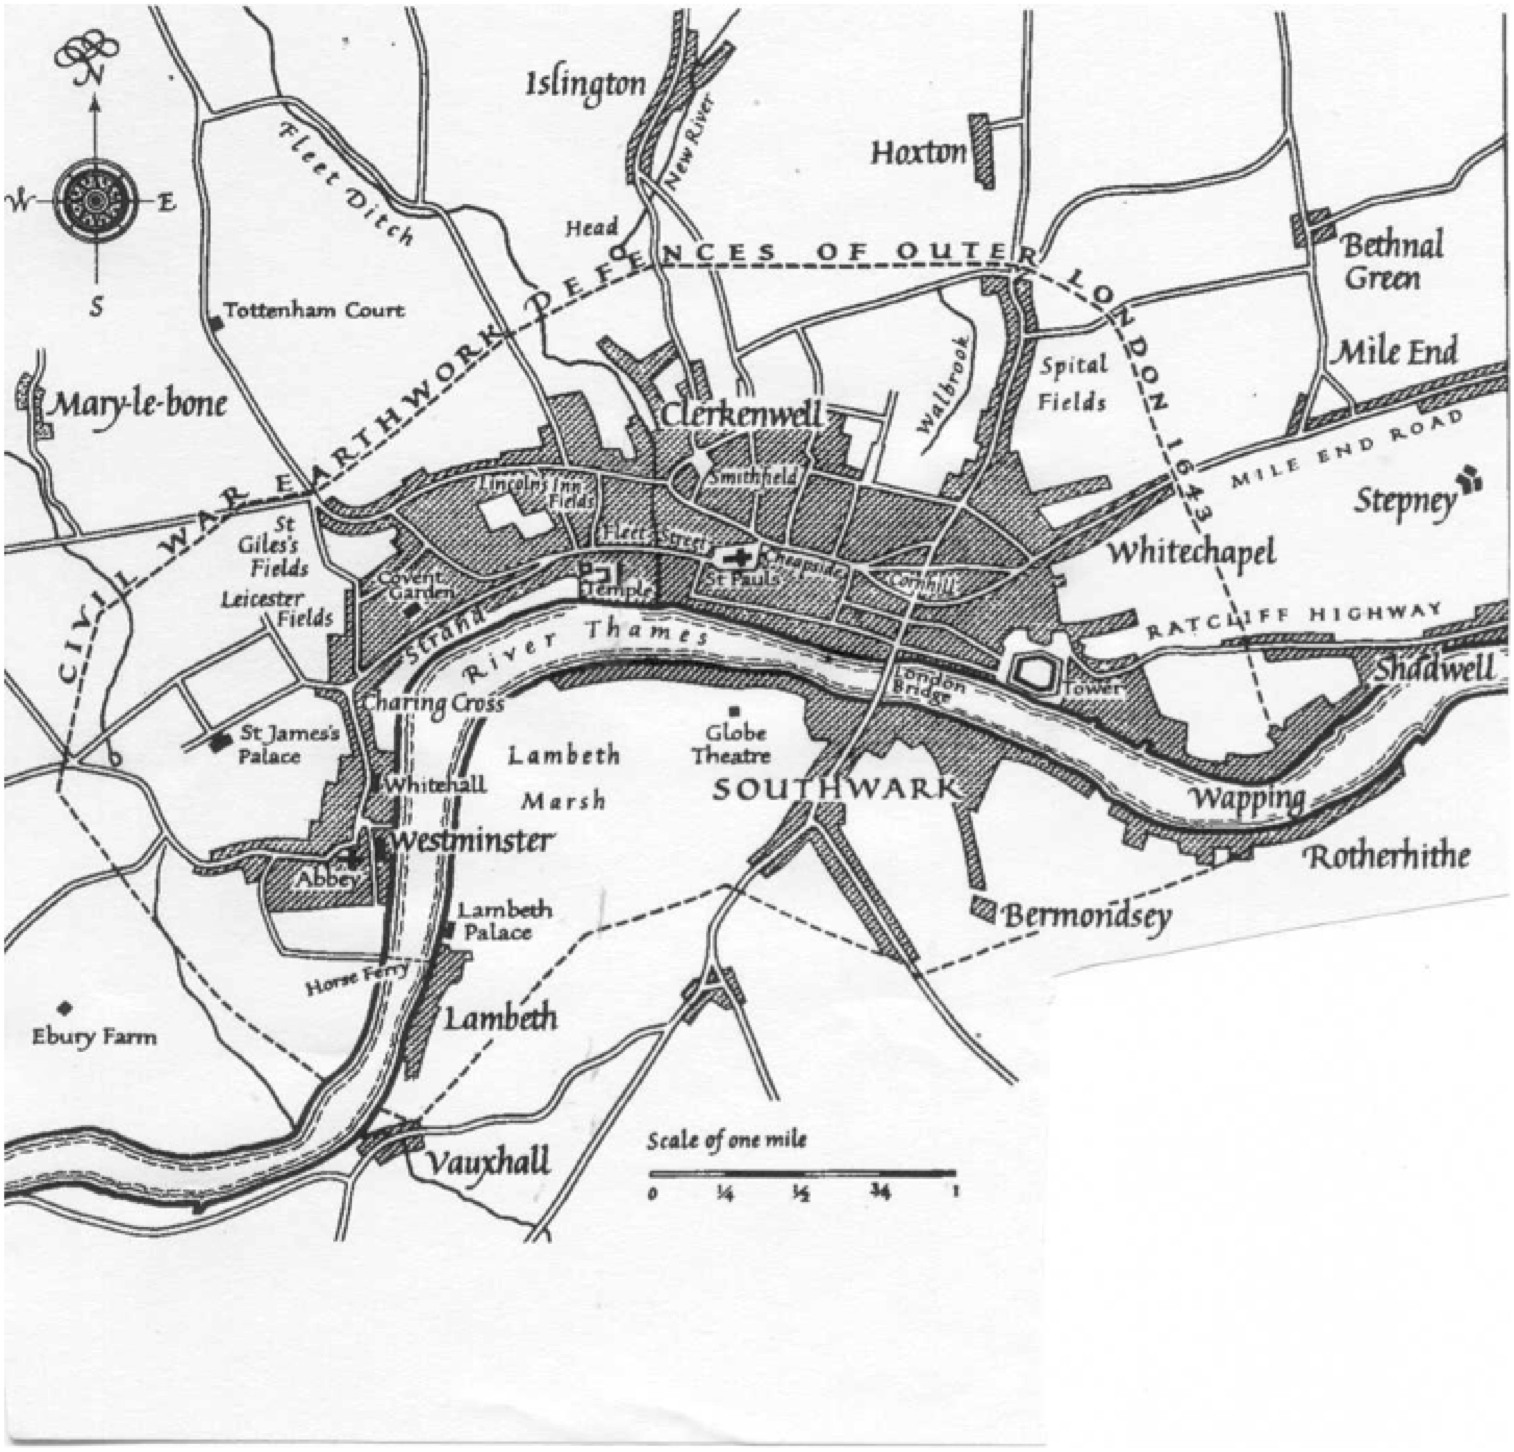 N
W
E
S
Islington
New River
Hoxton
Fleet Ditch
Head
Bethnal
Green
Tottenham Court
CIVIL WAR EARTHWORK DEFENCES OF OUTER LONDON 1643
Mary-le-bone
Walbrook
Spital
Fields
Mile End
MILE END ROAD
Clerkenwell
Smithfield
Lincoln's Inn
Fields
Stepney
St
Giles's
Fields
Fleet Street
Cheapside
Cornhill
St Pauls
Whitechapel
Leicester
Fields
Covent
Garden
Temple
Strand
River Thames
RATCLIFF HIGHWAY
Shadwell
Charing Cross
London
Bridge
Tower
St James's
Palace
Globe
Theatre
Lambeth
Marsh
Whitehall
SOUTHWARK
Wapping
Westminster
Abbey
Rotherhithe
Lambeth
Palace
Bermondsey
Horse Ferry
Ebury Farm
Lambeth
Vauxhall
Scale of one mile
0 ¼ ½ ¾ 1